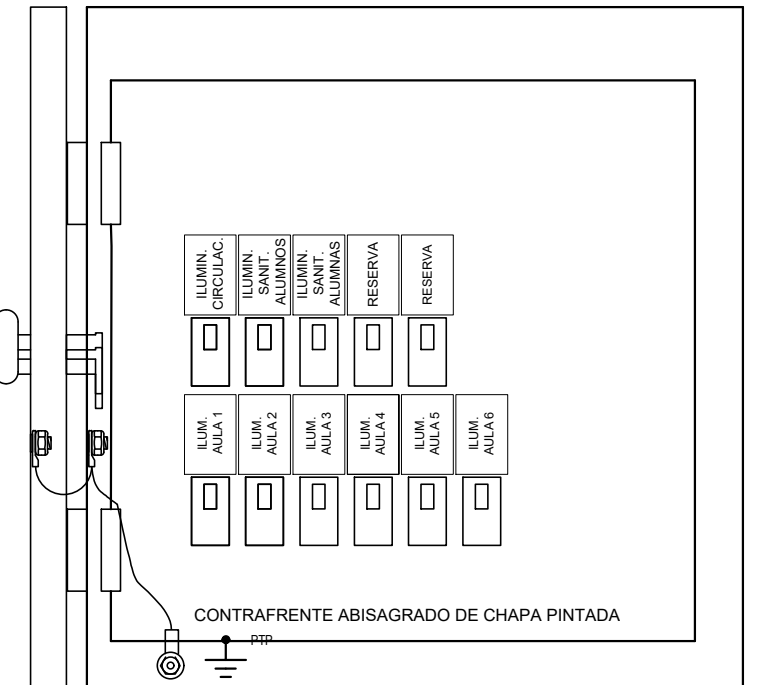 ILUMIN.
CIRCULAC.
ILUMIN.
SANIT.
ALUMNOS
ILUMIN.
SANIT.
ALUMNAS
RESERVA
RESERVA
ILUM.
AULA 1
ILUM.
AULA 2
ILUM.
AULA 3
ILUM.
AULA 4
ILUM.
AULA 5
ILUM.
AULA 6
CONTRAFRENTE ABISAGRADO DE CHAPA PINTADA
PTP